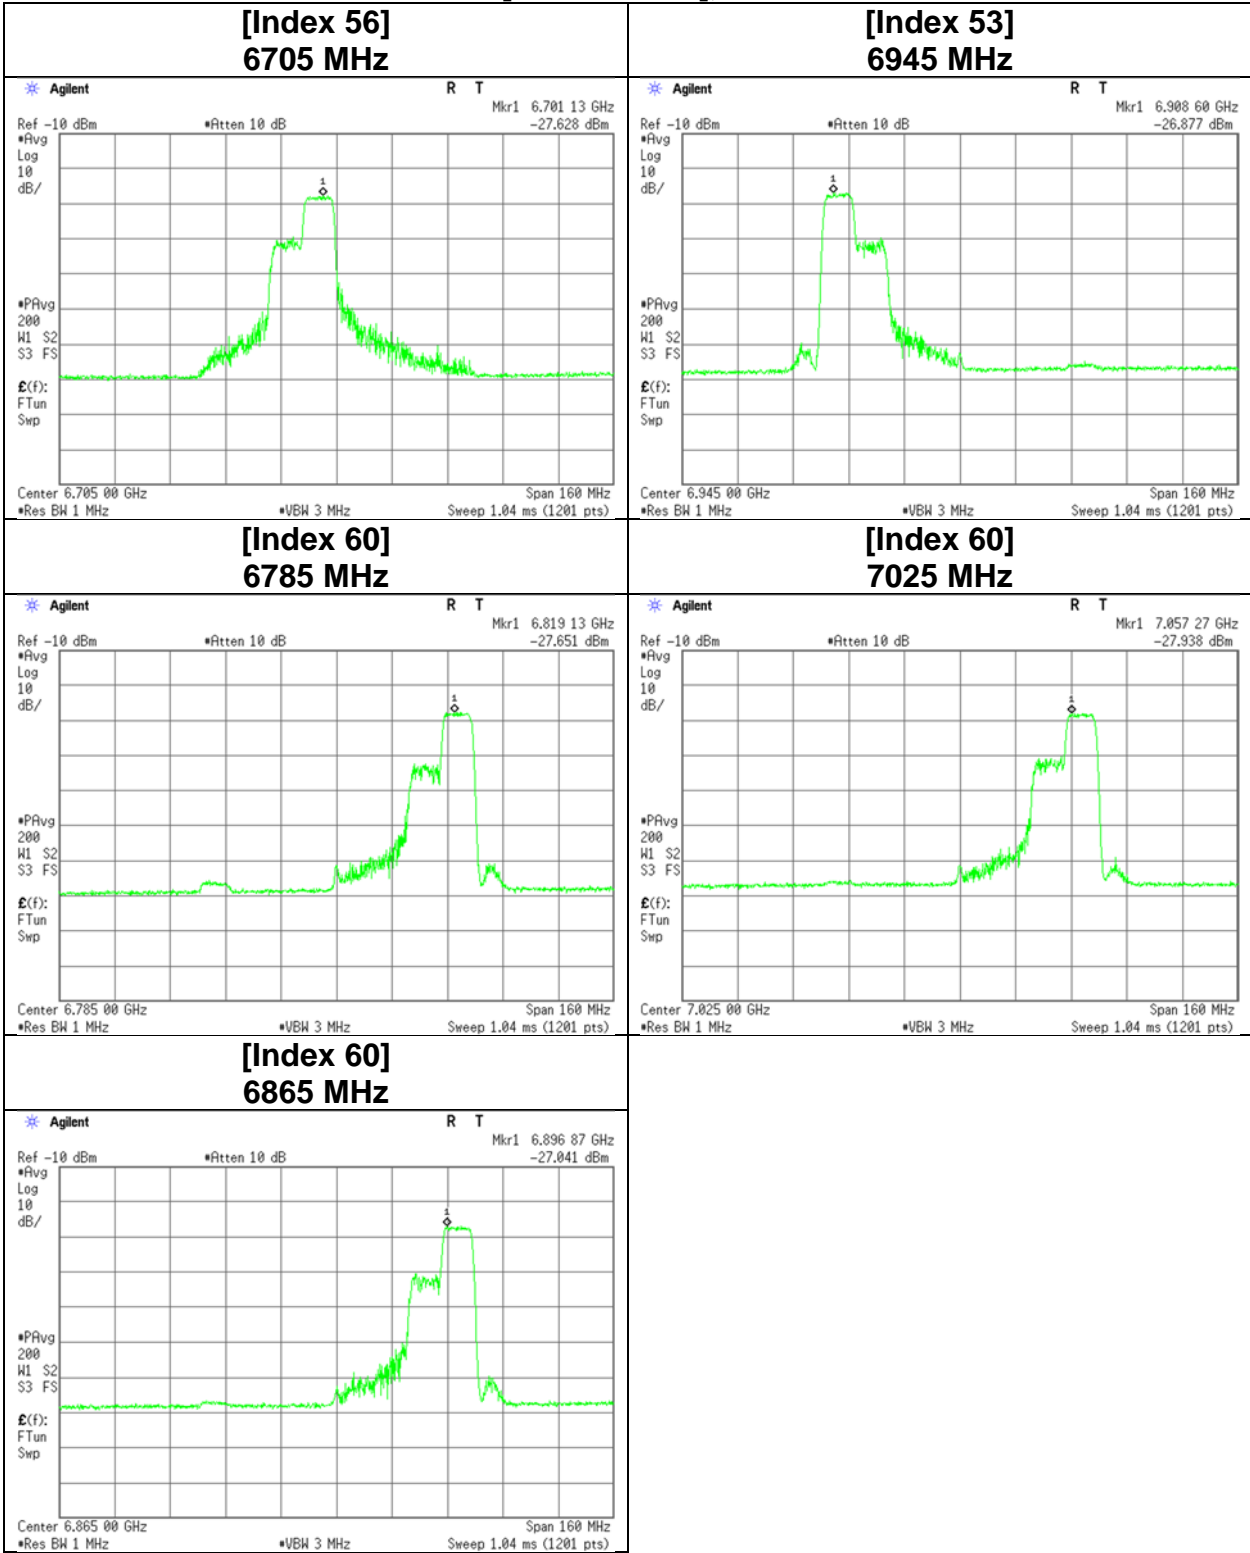 [Index 56]
6705 MHz
Agilent
R T
Mkr1 6.701 13 GHz
Ref -10 dBm
#Atten 10 dB
-27.628 dBm
#Avg
Log
10
dB/
1
#PAvg
200
W1 S2
S3 FS
£(f):
FTun
Swp
Center 6.705 00 GHz
Span 160 MHz
#Res BW 1 MHz
#VBW 3 MHz
Sweep 1.04 ms (1201 pts)
[Index 53]
6945 MHz
Agilent
R T
Mkr1 6.908 60 GHz
Ref -10 dBm
#Atten 10 dB
-26.877 dBm
#Avg
Log
10
dB/
1
#PAvg
200
W1 S2
S3 FS
£(f):
FTun
Swp
Center 6.945 00 GHz
Span 160 MHz
#Res BW 1 MHz
#VBW 3 MHz
Sweep 1.04 ms (1201 pts)
[Index 60]
6785 MHz
Agilent
R T
Mkr1 6.819 13 GHz
Ref -10 dBm
#Atten 10 dB
-27.651 dBm
#Avg
Log
10
dB/
1
#PAvg
200
W1 S2
S3 FS
£(f):
FTun
Swp
Center 6.785 00 GHz
Span 160 MHz
#Res BW 1 MHz
#VBW 3 MHz
Sweep 1.04 ms (1201 pts)
[Index 60]
7025 MHz
Agilent
R T
Mkr1 7.057 27 GHz
Ref -10 dBm
#Atten 10 dB
-27.938 dBm
#Avg
Log
10
dB/
1
#PAvg
200
W1 S2
S3 FS
£(f):
FTun
Swp
Center 7.025 00 GHz
Span 160 MHz
#Res BW 1 MHz
#VBW 3 MHz
Sweep 1.04 ms (1201 pts)
[Index 60]
6865 MHz
Agilent
R T
Mkr1 6.896 87 GHz
Ref -10 dBm
#Atten 10 dB
-27.041 dBm
#Avg
Log
10
dB/
1
#PAvg
200
W1 S2
S3 FS
£(f):
FTun
Swp
Center 6.865 00 GHz
Span 160 MHz
#Res BW 1 MHz
#VBW 3 MHz
Sweep 1.04 ms (1201 pts)